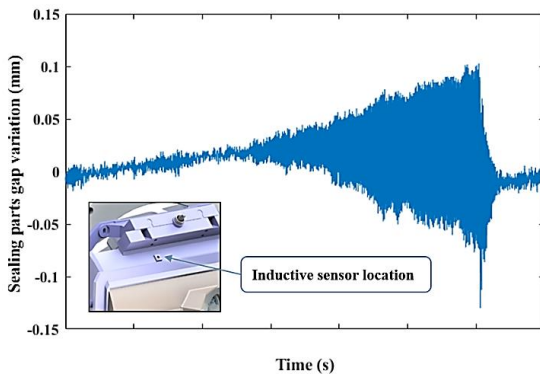 Sealing parts gap variation (mm)
0.15
0.1
0.05
0
-0.05
-0.1
-0.15
Inductive sensor location
Time (s)